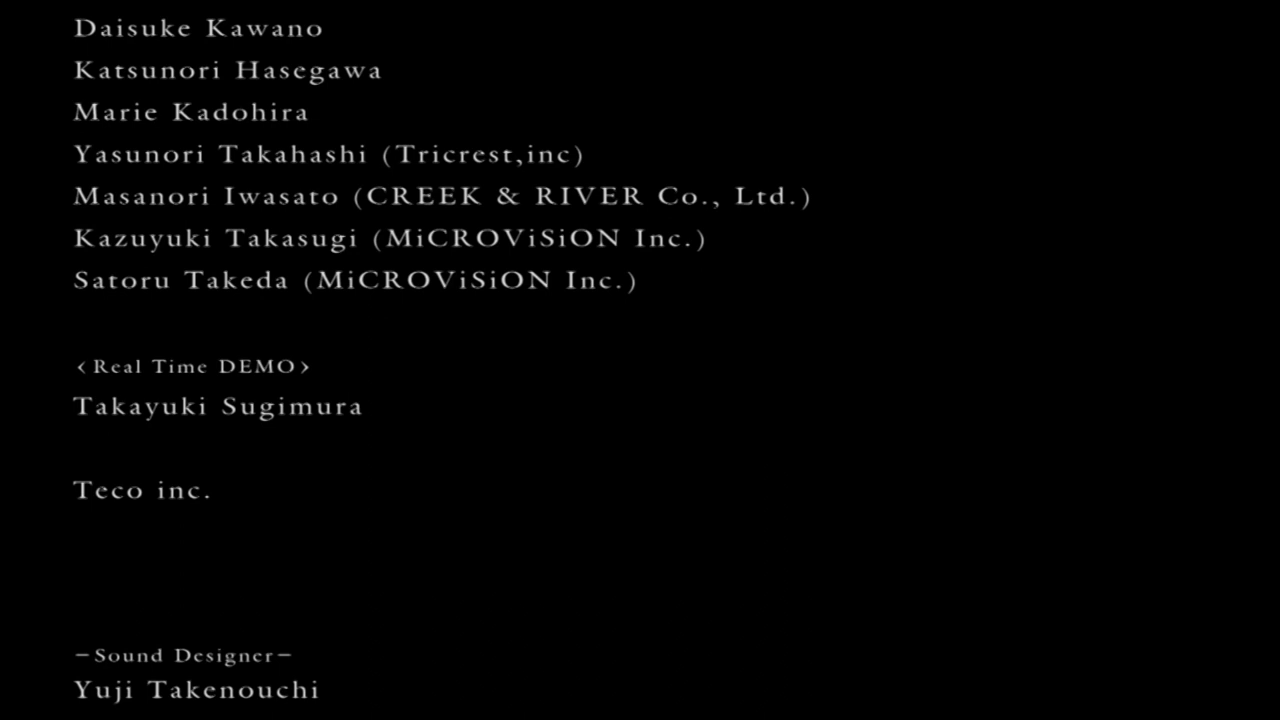 Daisuke Kawano
Katsunori Hasegawa
Marie Kadohira
Yasunori Takahashi (Tricrest,inc)
Masanori Iwasato (CREEK & RIVER Co., Ltd.)
Kazuyuki Takasugi (MiCROViSiON Inc.)
Satoru Takeda (MiCROViSiON Inc.)
<Real Time DEMO>
Takayuki Sugimura
Teco inc.
-Sound Designer-
Yuji Takenouchi